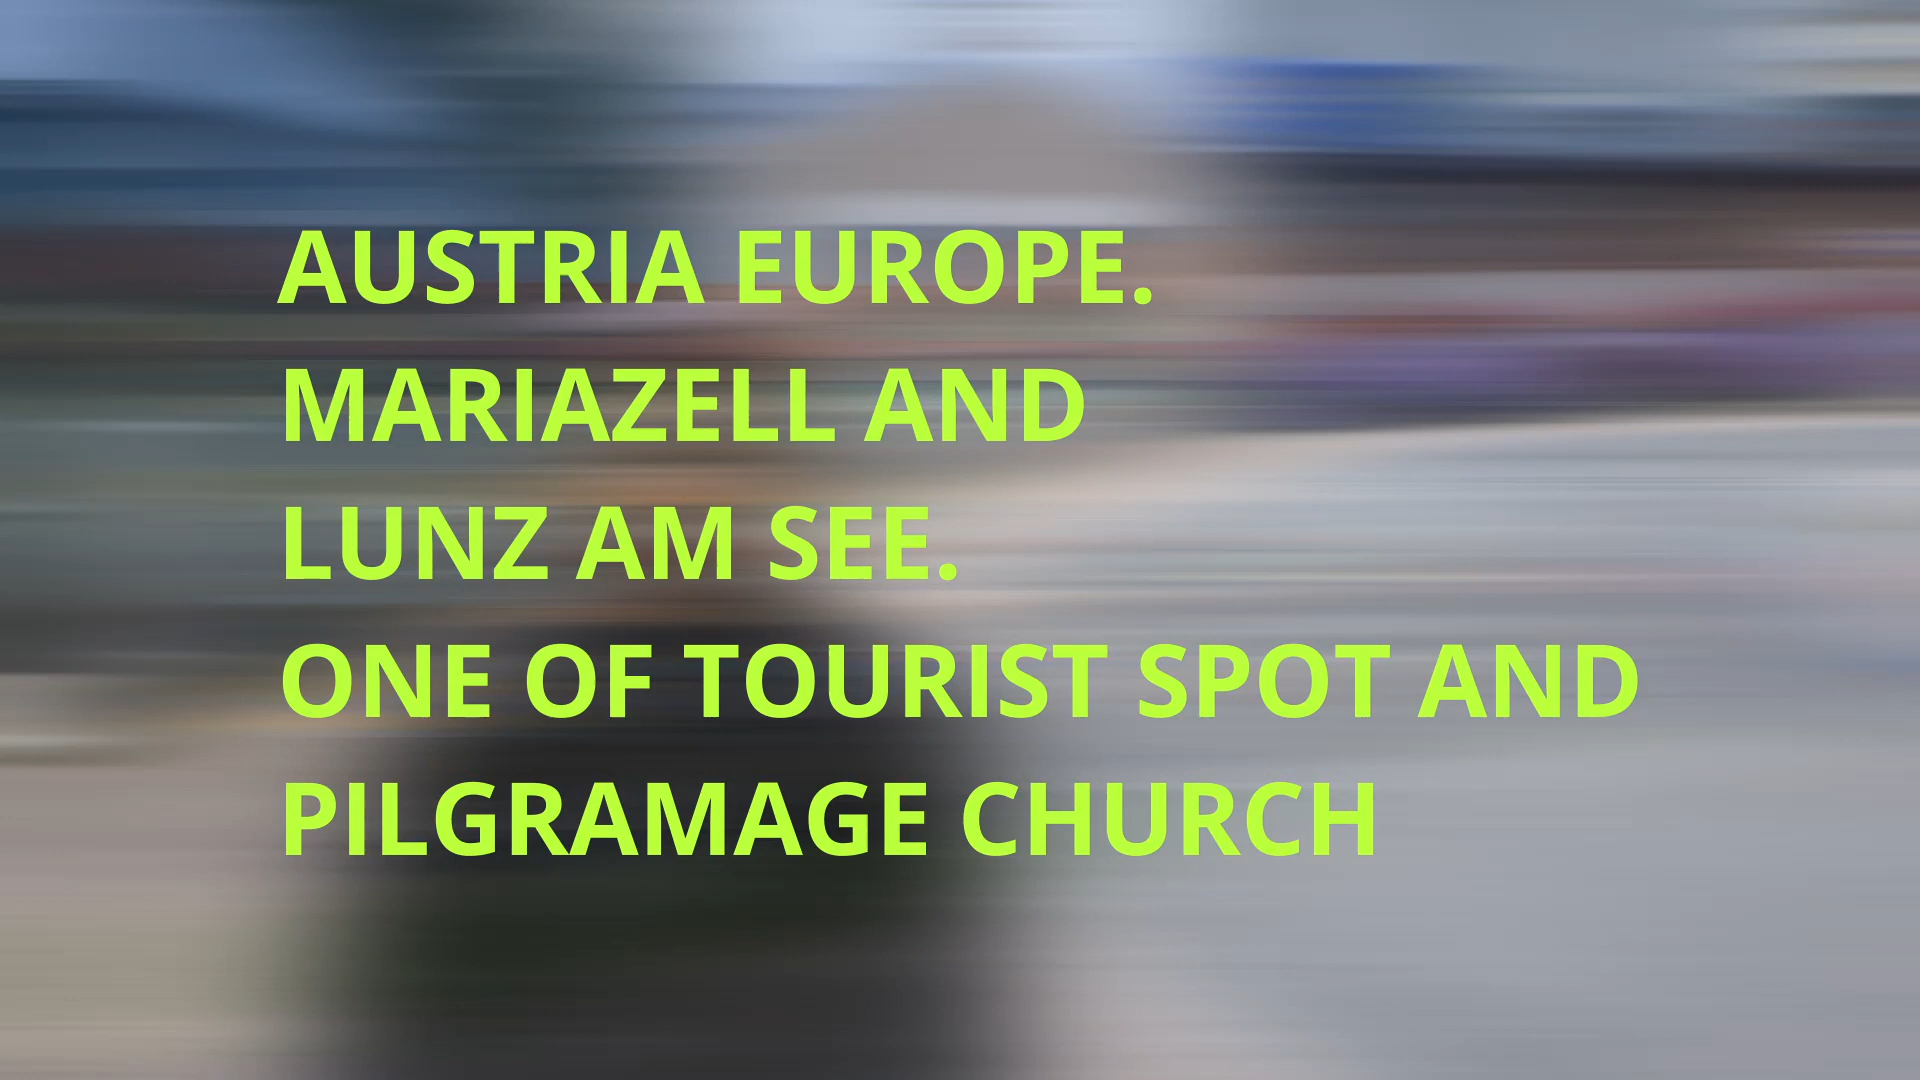 AUSTRIA EUROPE.
MARIAZELL AND
LUNZ AM SEE.
ONE OF TOURIST SPOT AND
PILGRAMAGE CHURCH